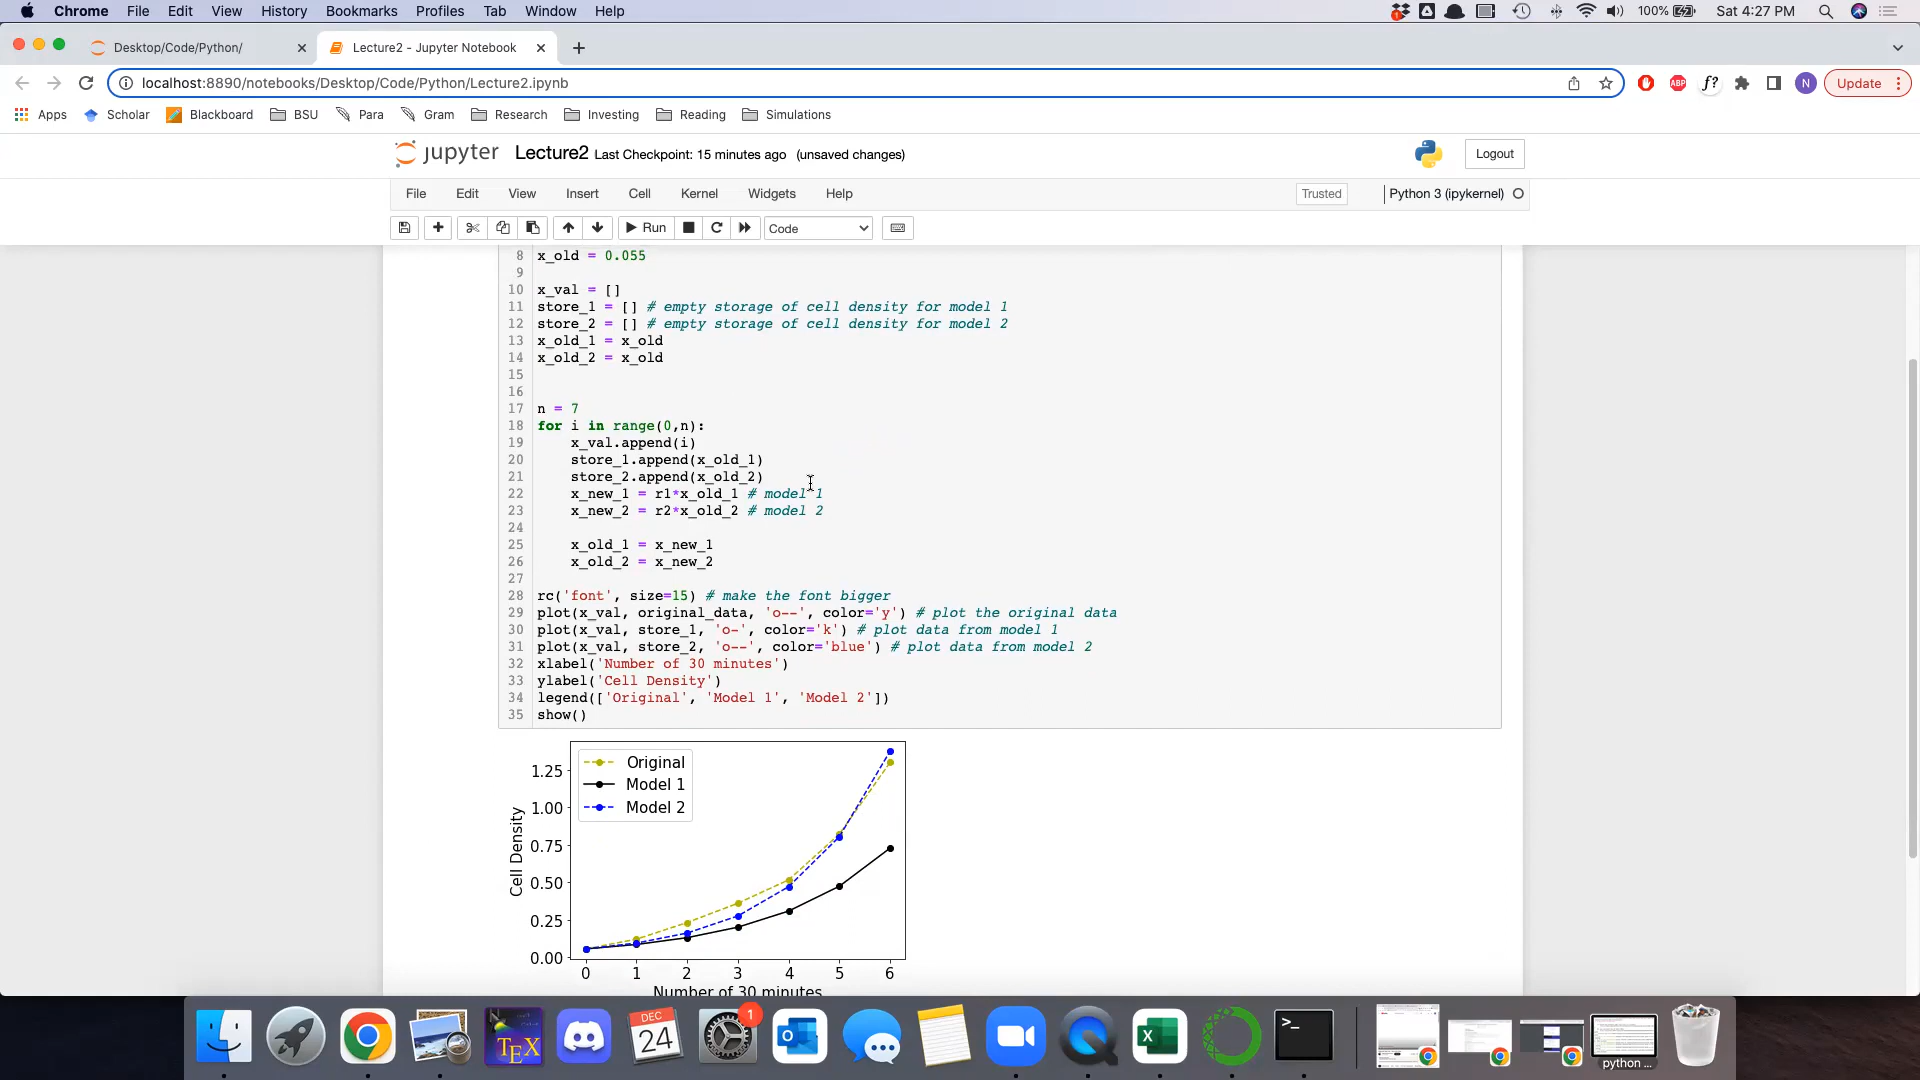 Chrome File Edit View History Bookmarks Profiles Tab Window Help 100% Sat 4:27 PM
Desktop/Code/Python/ Lecture2 - Jupyter Notebook
localhost:8890/notebooks/Desktop/Code/Python/Lecture2.ipynb ABP f? N Update
Apps Scholar Blackboard BSU Para Gram Research Investing Reading Simulations
jupyter Lecture2 Last Checkpoint: 15 minutes ago (unsaved changes) Logout
File Edit View Insert Cell Kernel Widgets Help Trusted Python 3 (ipykernel)
Run Code
8 x_old = 0.055
9
10 x_val = []
11 store_1 = [] # empty storage of cell density for model 1
12 store_2 = [] # empty storage of cell density for model 2
13 x_old_1 = x_old
14 x_old_2 = x_old
15
16
17 n = 7
18 for i in range(0,n):
19 x_val.append(i)
20 store_1.append(x_old_1)
21 store_2.append(x_old_2)
22 x_new_1 = r1*x_old_1 # model 1
23 x_new_2 = r2*x_old_2 # model 2
24
25 x_old_1 = x_new_1
26 x_old_2 = x_new_2
27
28 rc('font', size=15) # make the font bigger
29 plot(x_val, original_data, 'o--', color='y') # plot the original data
30 plot(x_val, store_1, 'o-', color='k') # plot data from model 1
31 plot(x_val, store_2, 'o--', color='blue') # plot data from model 2
32 xlabel('Number of 30 minutes')
33 ylabel('Cell Density')
34 legend(['Original', 'Model 1', 'Model 2'])
35 show()
Original
Model 1
Model 2
Cell Density
1.25
1.00
0.75
0.50
0.25
0.00
0 1 2 3 4 5 6
Number of 30 minutes
TEX
DEC
24
1
python ...